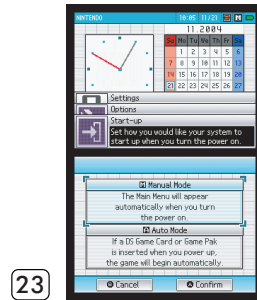 NINTENDO 10:05 11/21
11.2004
Su Mo Tu We Th Fr Sa
1 2 3 4 5 6
7 8 9 10 11 12 13
14 15 16 17 18 19 20
21 22 23 24 25 26 27
Settings
Options
Start-up
Set how you would like your system to
start up when you turn the power on.
M Manual Mode
The Main Menu will appear
automatically when you turn
the power on.
A Auto Mode
If a DS Game Card or Game Pak
is inserted when you power up,
the game will begin automatically.
B Cancel
A Confirm
23